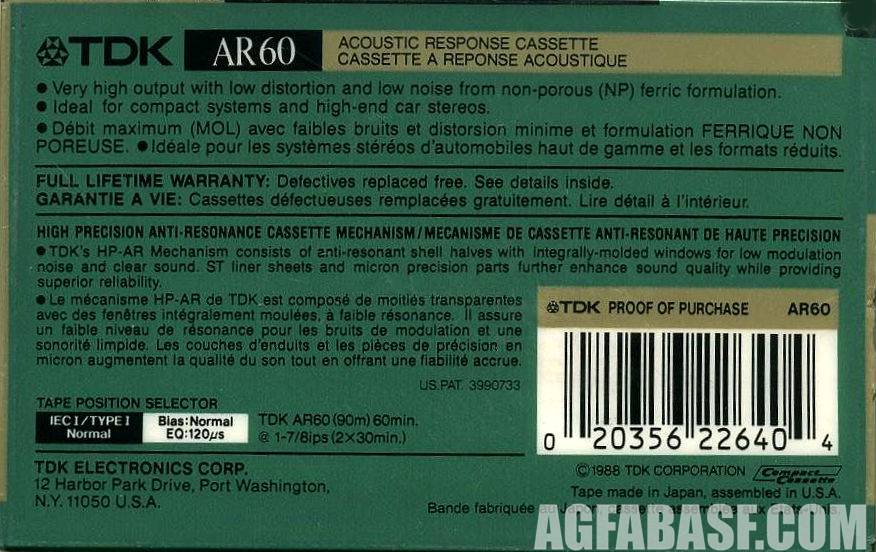 TDK AR60 ACOUSTIC RESPONSE CASSETTE
CASSETTE A REPONSE ACOUSTIQUE
● Very high output with low distortion and low noise from non-porous (NP) ferric formulation.
● Ideal for compact systems and high-end car stereos.
● Débit maximum (MOL) avec faibles bruits et distorsion minime et formulation FERRIQUE NON
POREUSE. ● Idéale pour les systèmes stéréos d'automobiles haut de gamme et les formats réduits.
FULL LIFETIME WARRANTY: Defectives replaced free. See details inside.
GARANTIE A VIE: Cassettes défectueuses remplacées gratuitement. Lire détail à l'intérieur.
HIGH PRECISION ANTI-RESONANCE CASSETTE MECHANISM/MECANISME DE CASSETTE ANTI-RESONANT DE HAUTE PRECISION
● TDK's HP-AR Mechanism consists of anti-resonant shell halves with integrally-molded windows for low modulation
noise and clear sound. ST liner sheets and micron precision parts further enhance sound quality while providing
superior reliability.
● Le mécanisme HP-AR de TDK est composé de moitiés transparentes
avec des fenêtres intégralement moulées, à faible résonance. Il assure
un faible niveau de résonance pour les bruits de modulation et une
sonorité limpide. Les couches d'enduits et les pièces de précision en
micron augmentent la qualité du son tout en offrant une fiabilité accrue.
US.PAT. 3990733
TDK PROOF OF PURCHASE AR60
0 20356 22640 4
TAPE POSITION SELECTOR
IEC I/TYPE I
Normal
Bias:Normal
EQ:120µs
TDK AR60 (90m) 60min.
@ 1-7/8ips (2×30min.)
TDK ELECTRONICS CORP.
12 Harbor Park Drive, Port Washington,
N.Y. 11050 U.S.A.
©1988 TDK CORPORATION Compact Cassette
Tape made in Japan, assembled in U.S.A.
Bande fabriquée au Japon, cassette assemblée aux Etats-Unis.
AGFABASF.COM